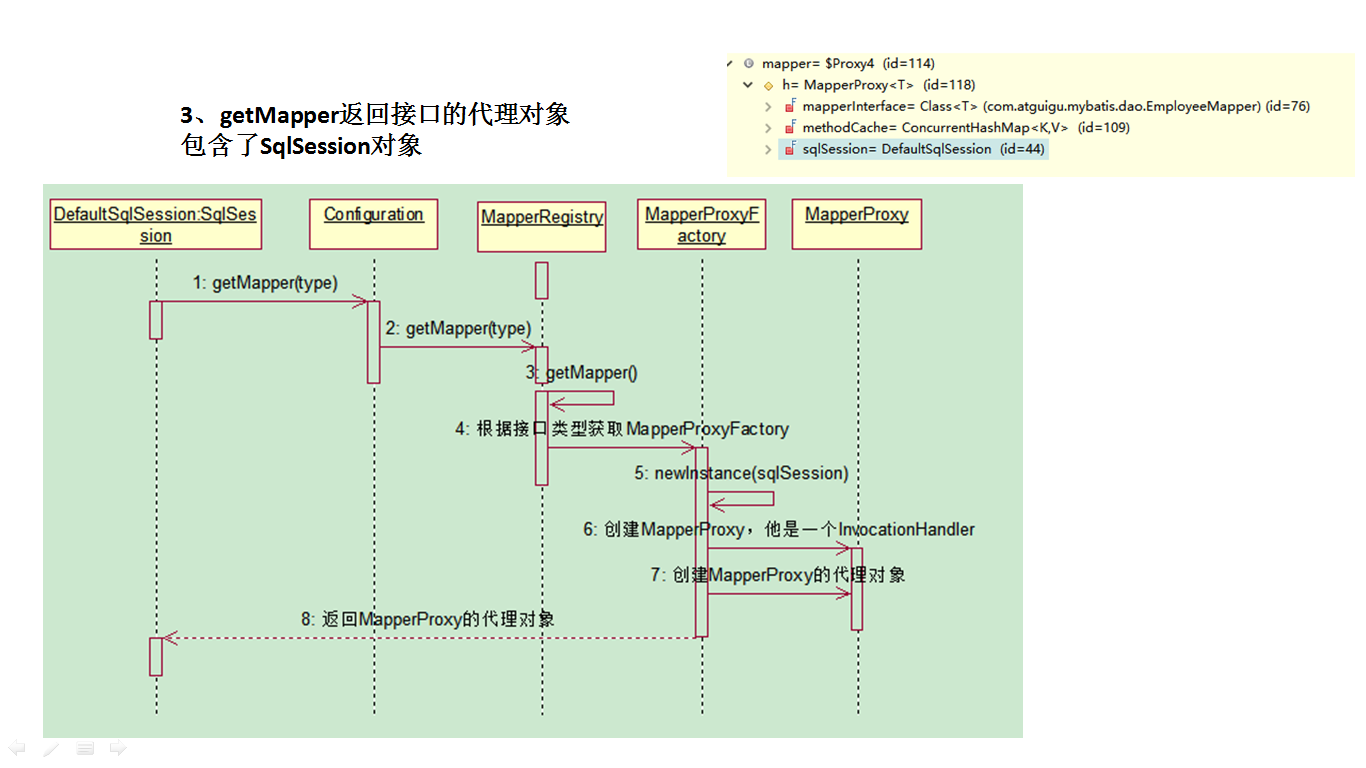 3、getMapper返回接口的代理对象
包含了SqlSession对象
mapper= $Proxy4 (id=114)
h= MapperProxy<T> (id=118)
mapperInterface= Class<T> (com.atguigu.mybatis.dao.EmployeeMapper) (id=76)
methodCache= ConcurrentHashMap<K,V> (id=109)
sqlSession= DefaultSqlSession (id=44)
DefaultSqlSession:SqlSes
sion
Configuration
MapperRegistry
MapperProxyF
actory
MapperProxy
1: getMapper(type)
2: getMapper(type)
3: getMapper()
4: 根据接口类型获取MapperProxyFactory
5: newInstance(sqlSession)
6: 创建MapperProxy，他是一个InvocationHandler
7: 创建MapperProxy的代理对象
8: 返回MapperProxy的代理对象